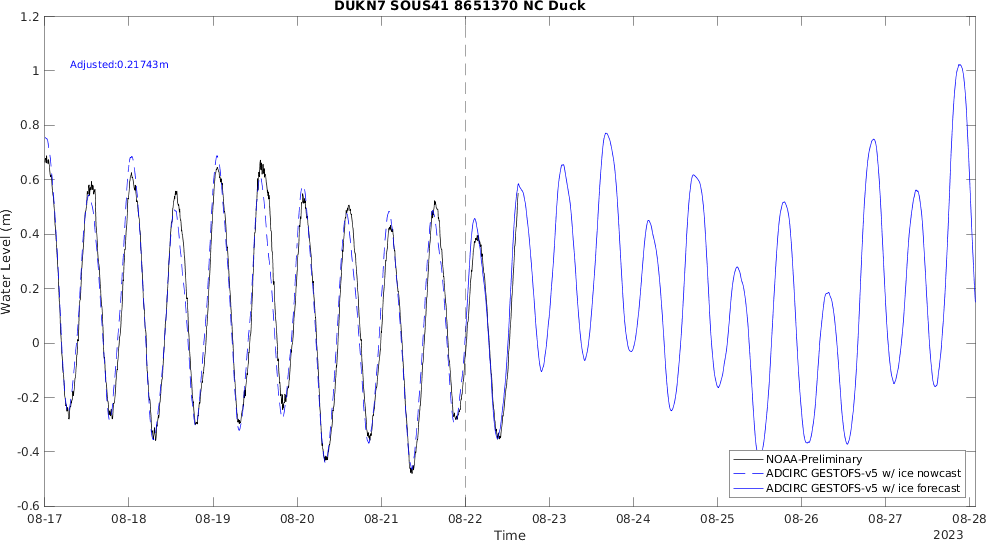 DUKN7 SOUS41 8651370 NC Duck
1.2
1
0.8
0.6
0.4
0.2
0
-0.2
-0.4
-0.6
Water Level (m)
Adjusted:0.21743m
NOAA-Preliminary
ADCIRC GESTOFS-v5 w/ ice nowcast
ADCIRC GESTOFS-v5 w/ ice forecast
08-17 08-18 08-19 08-20 08-21 08-22 08-23 08-24 08-25 08-26 08-27 08-28
Time
2023